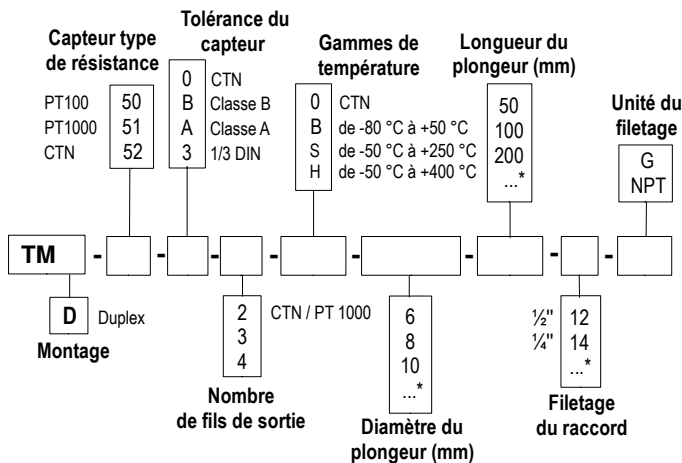 Capteur type
de résistance
PT100 50
PT1000 51
CTN 52
Tolérance du
capteur
0 CTN
B Classe B
A Classe A
3 1/3 DIN
Gammes de
température
0 CTN
B de -80 °C à +50 °C
S de -50 °C à +250 °C
H de -50 °C à +400 °C
Longueur du
plongeur (mm)
50
100
200
...*
Unité du
filetage
G
NPT
TM - - - - - - - -
D Duplex
Montage
2 CTN / PT 1000
3
4
Nombre
de fils de sortie
6
8
10
...*
Diamètre du
plongeur (mm)
½" 12
¼" 14
...*
Filetage
du raccord